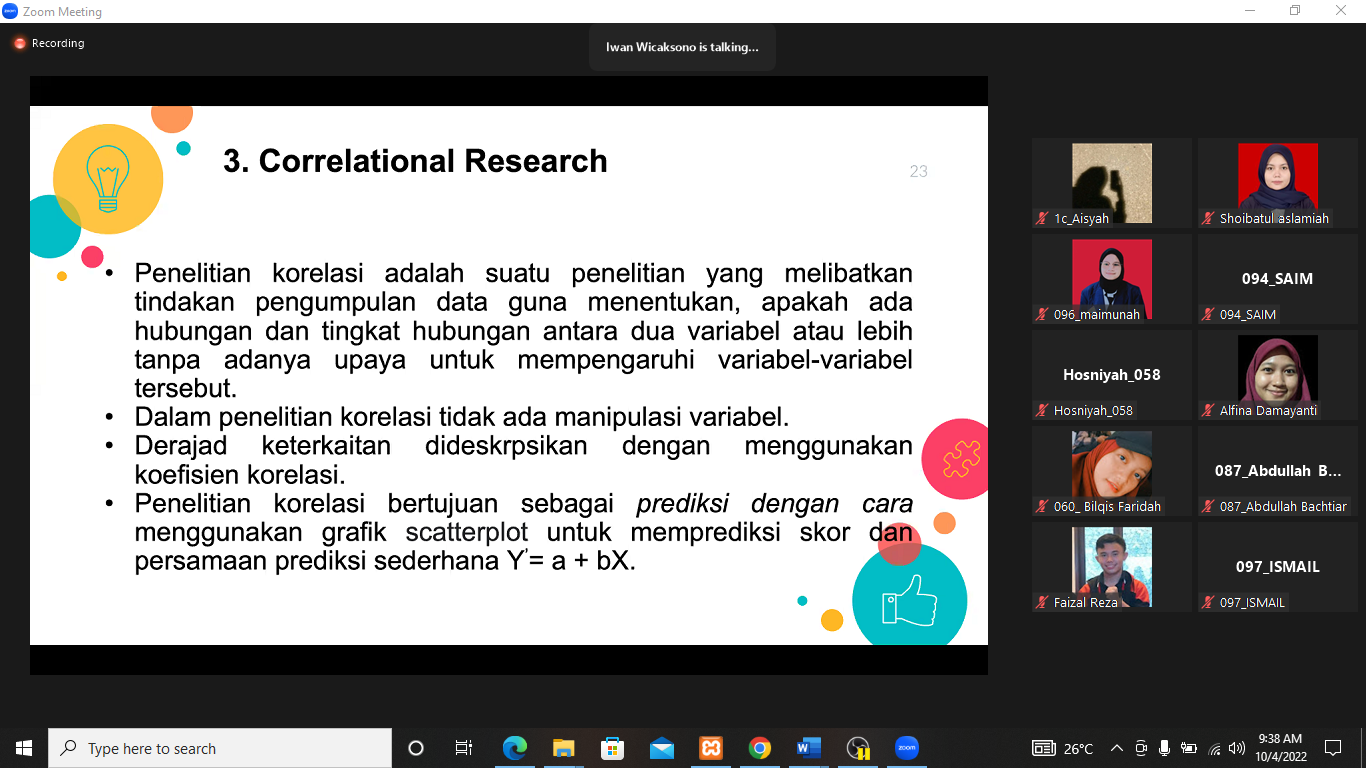 Zoom Meeting
Recording
Iwan Wicaksono is talking...
3. Correlational Research
23
• Penelitian korelasi adalah suatu penelitian yang melibatkan
tindakan pengumpulan data guna menentukan, apakah ada
hubungan dan tingkat hubungan antara dua variabel atau lebih
tanpa adanya upaya untuk mempengaruhi variabel-variabel
tersebut.
• Dalam penelitian korelasi tidak ada manipulasi variabel.
• Derajad keterkaitan dideskrpsikan dengan menggunakan
koefisien korelasi.
• Penelitian korelasi bertujuan sebagai prediksi dengan cara
menggunakan grafik scatterplot untuk memprediksi skor dan
persamaan prediksi sederhana Y’= a + bX.
1c_Aisyah
Shoibatul aslamiah
096_maimunah
094_SAIM
094_SAIM
Hosniyah_058
Hosniyah_058
Alfina Damayanti
060_ Bilqis Faridah
087_Abdullah B...
087_Abdullah Bachtiar
Faizal Reza
097_ISMAIL
097_ISMAIL
Type here to search
zoom
26°C
9:38 AM
10/4/2022